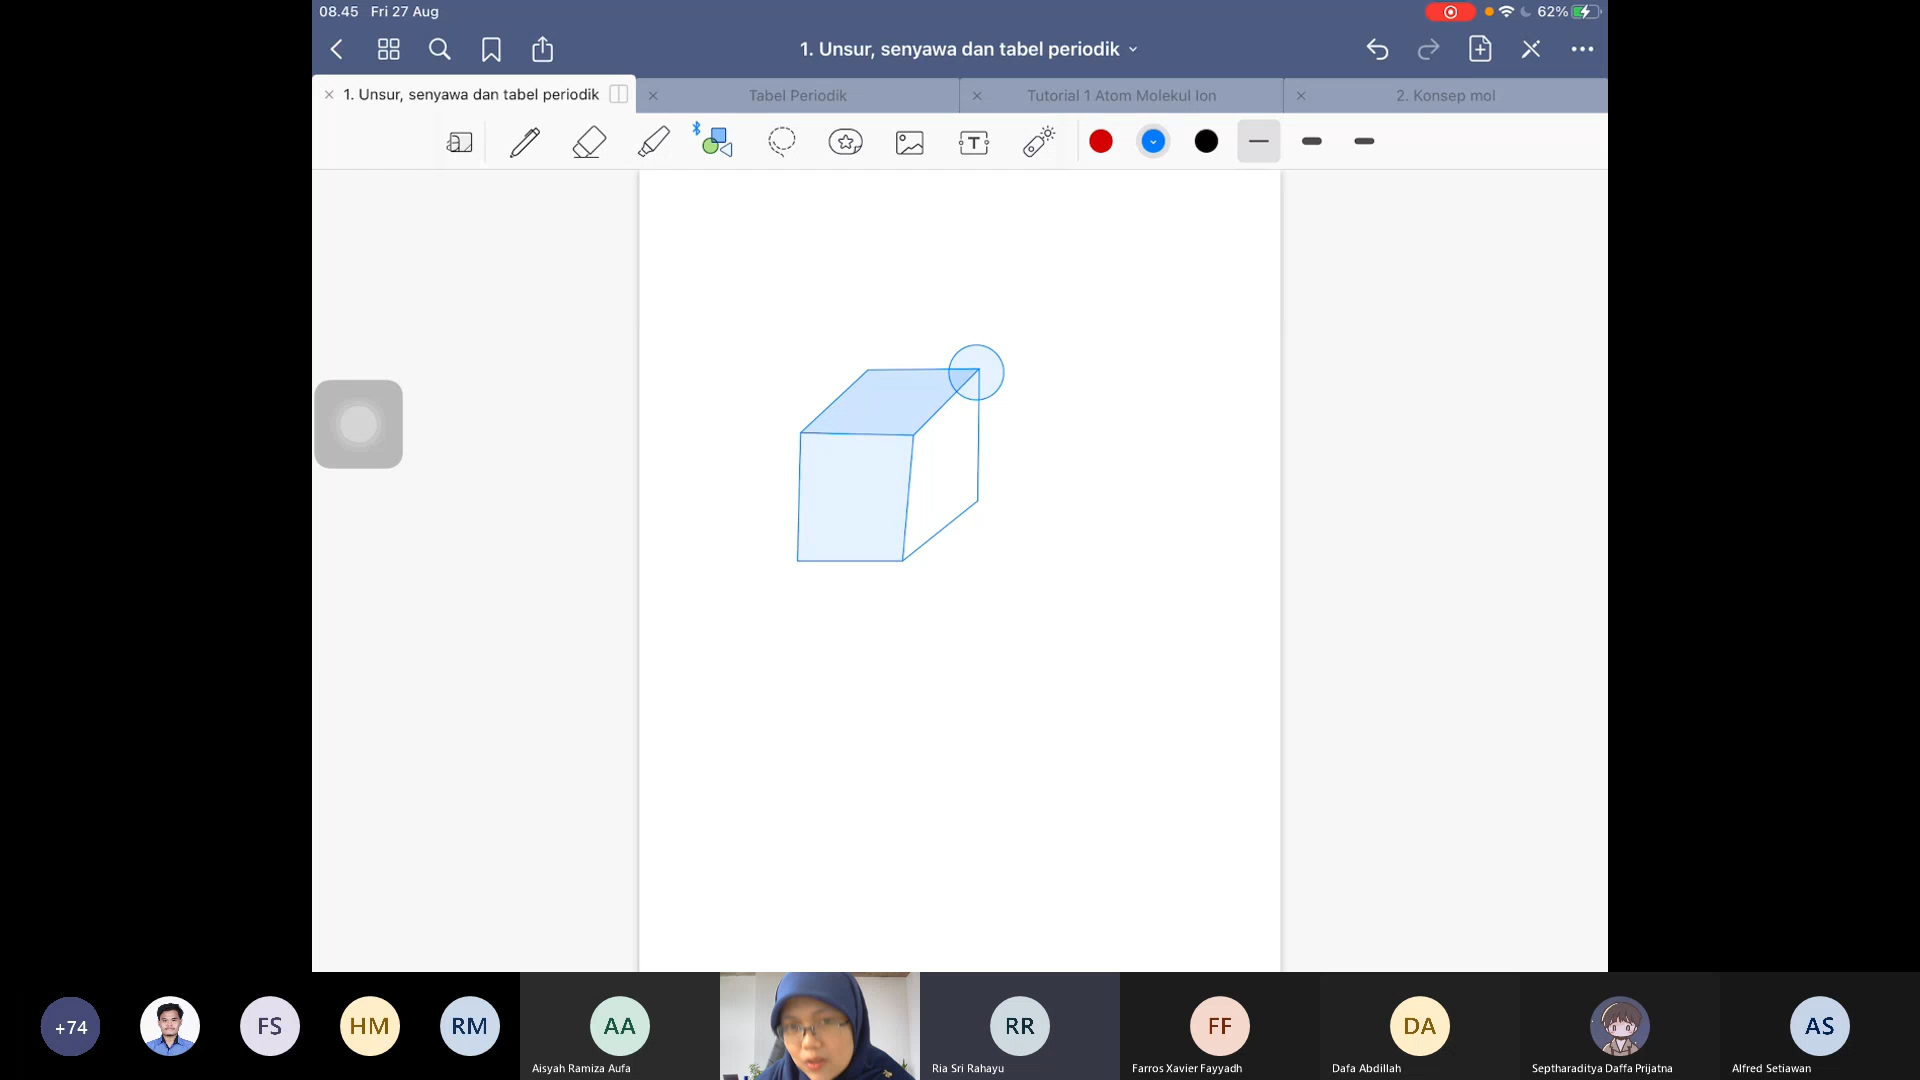 08.45 Fri 27 Aug
62%
1. Unsur, senyawa dan tabel periodik
1. Unsur, senyawa dan tabel periodik
Tabel Periodik
Tutorial 1 Atom Molekul Ion
2. Konsep mol
a
T
+74
FS
HM
RM
AA
RR
FF
DA
AS
Aisyah Ramiza Aufa
Ria Sri Rahayu
Farros Xavier Fayyadh
Dafa Abdillah
Septharaditya Daffa Prijatna
Alfred Setiawan